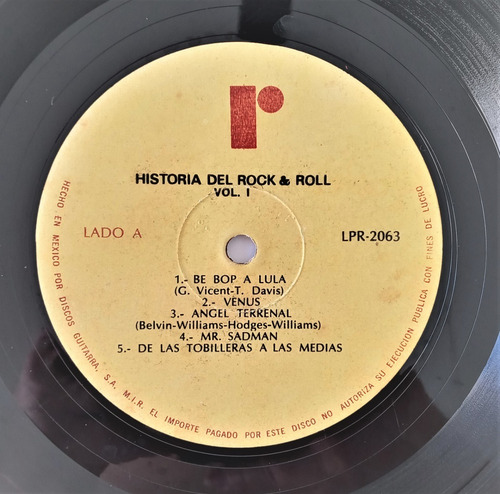 r
HISTORIA DEL ROCK & ROLL
VOL. I
LADO A
LPR-2063
1.- BE BOP A LULA
(G. Vicent-T. Davis)
2.- VENUS
3.- ANGEL TERRENAL
(Belvin-Williams-Hodges-Williams)
4.- MR. SADMAN
5.- DE LAS TOBILLERAS A LAS MEDIAS
HECHO EN MEXICO POR DISCOS GUITARRA, S.A. M.I.R. EL IMPORTE PAGADO POR ESTE DISCO NO AUTORIZA SU EJECUCION PUBLICA CON FINES DE LUCRO